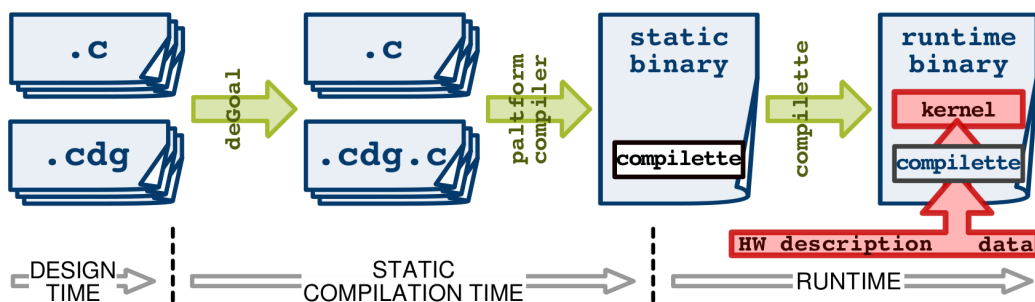 .c
.cdg
deGoal
.c
.cdg.c
paltform
compiler
static
binary
compilette
compilette
runtime
binary
kernel
compilette
HW description data
DESIGN
TIME
STATIC
COMPILATION TIME
RUNTIME